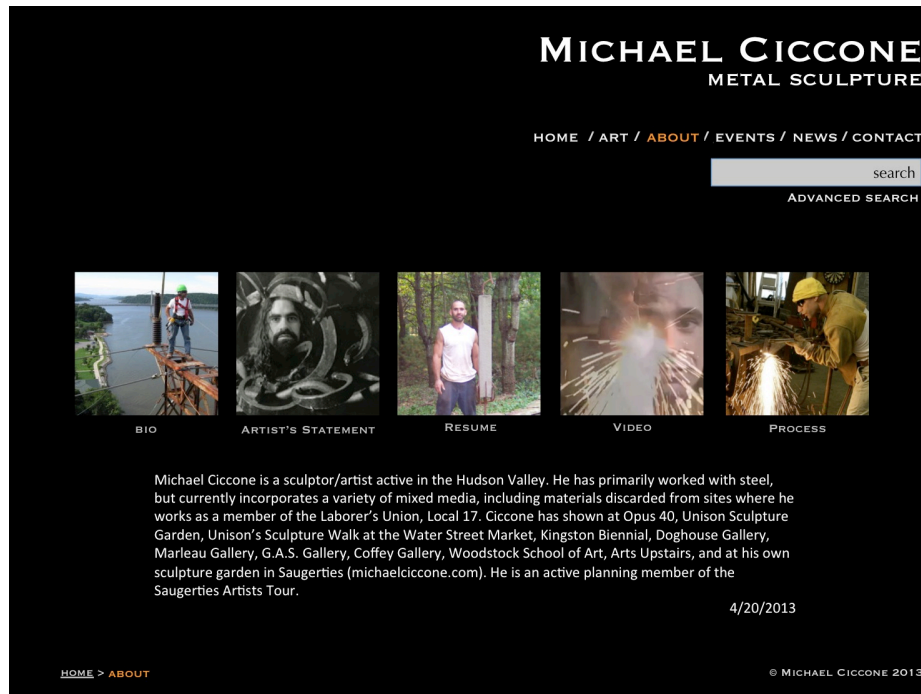 MICHAEL CICCONE
METAL SCULPTURE
HOME / ART / ABOUT / EVENTS / NEWS / CONTACT
search
ADVANCED SEARCH
BIO
ARTIST'S STATEMENT
RESUME
VIDEO
PROCESS
Michael Ciccone is a sculptor/artist active in the Hudson Valley. He has primarily worked with steel,
but currently incorporates a variety of mixed media, including materials discarded from sites where he
works as a member of the Laborer's Union, Local 17. Ciccone has shown at Opus 40, Unison Sculpture
Garden, Unison's Sculpture Walk at the Water Street Market, Kingston Biennial, Doghouse Gallery,
Marleau Gallery, G.A.S. Gallery, Coffey Gallery, Woodstock School of Art, Arts Upstairs, and at his own
sculpture garden in Saugerties (michaelciccone.com). He is an active planning member of the
Saugerties Artists Tour.
4/20/2013
HOME > ABOUT
© MICHAEL CICCONE 2013